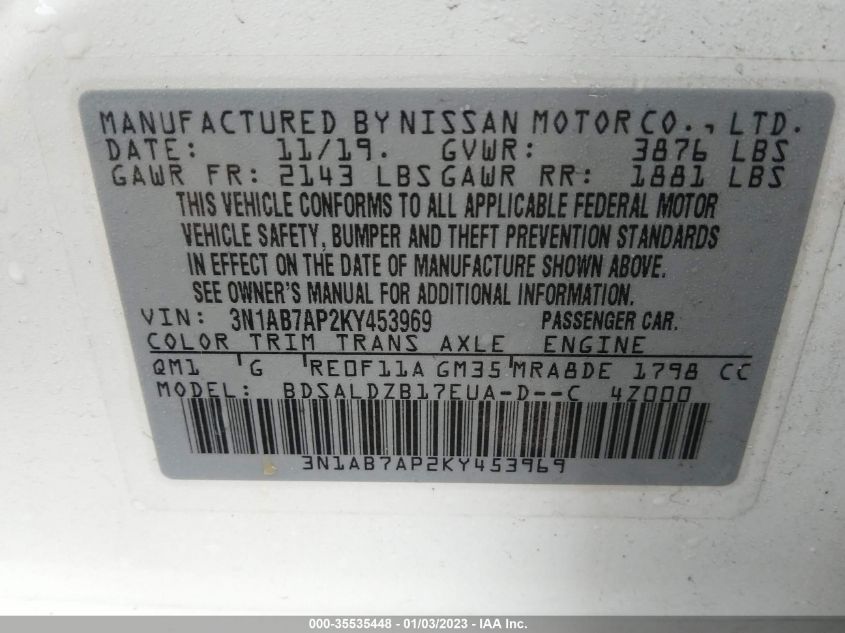 MANUFACTURED BY NISSAN MOTOR CO., LTD.
DATE: 11/19. GVWR: 3876 LBS
GAWR FR: 2143 LBS GAWR RR: 1881 LBS
THIS VEHICLE CONFORMS TO ALL APPLICABLE FEDERAL MOTOR
VEHICLE SAFETY, BUMPER AND THEFT PREVENTION STANDARDS
IN EFFECT ON THE DATE OF MANUFACTURE SHOWN ABOVE.
SEE OWNER'S MANUAL FOR ADDITIONAL INFORMATION.
VIN: 3N1AB7AP2KY453969 PASSENGER CAR.
COLOR TRIM TRANS AXLE ENGINE
QM1 G RE0F11A GM35 MRA8DE 1798 CC
MODEL: BDSALDZB17EUA-D--C 4Z000
3N1AB7AP2KY453969
000-35535448 - 01/03/2023 - IAA Inc.